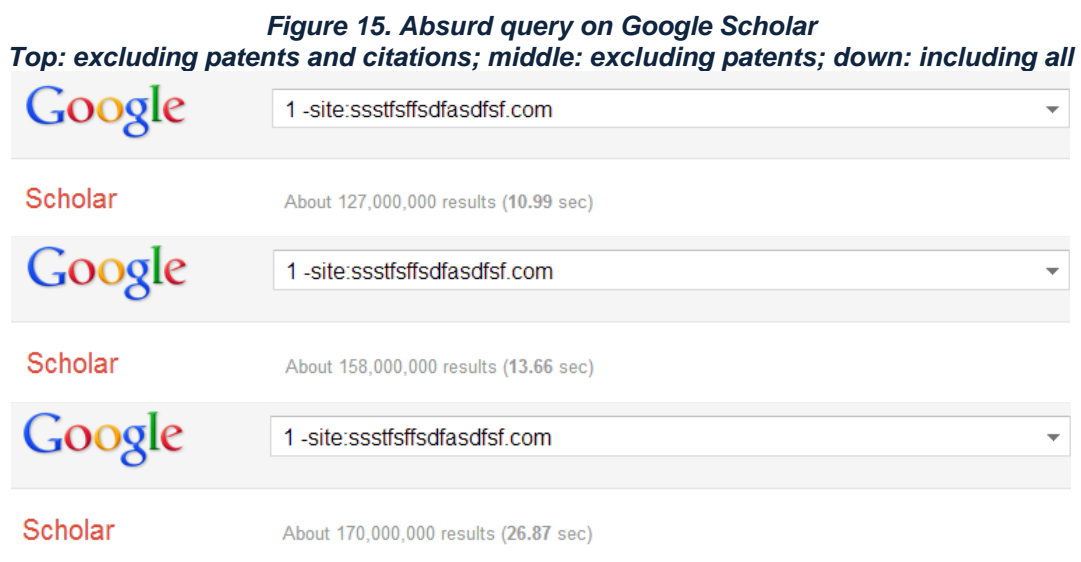 Figure 15. Absurd query on Google Scholar
Top: excluding patents and citations; middle: excluding patents; down: including all
Google
1 -site:ssstfsffsdfasdfsf.com
Scholar
About 127,000,000 results (10.99 sec)
Google
1 -site:ssstfsffsdfasdfsf.com
Scholar
About 158,000,000 results (13.66 sec)
Google
1 -site:ssstfsffsdfasdfsf.com
Scholar
About 170,000,000 results (26.87 sec)